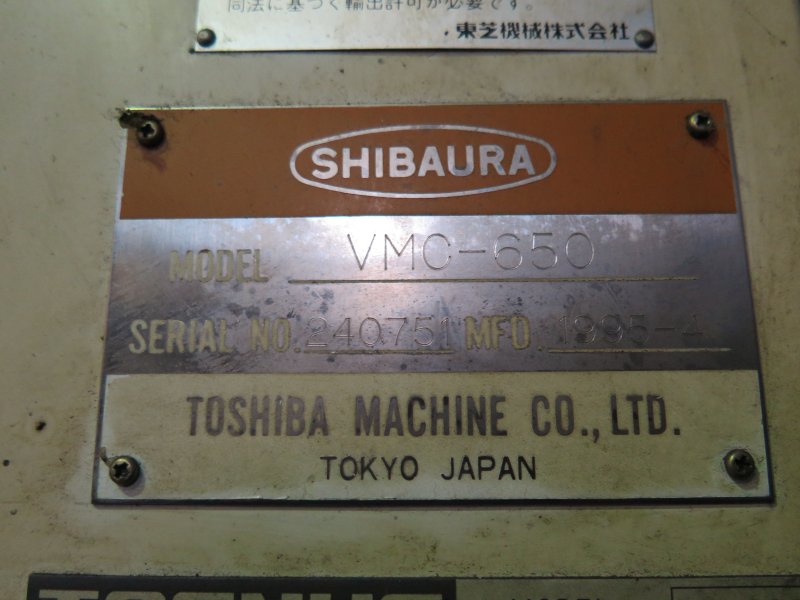 同法に基づく輸出許可が必要です。
東芝機械株式会社
SHIBAURA
MODEL VMC-650
SERIAL NO. 240751 MFD. 1995-4
TOSHIBA MACHINE CO., LTD.
TOKYO JAPAN
TOSNUC MODEL